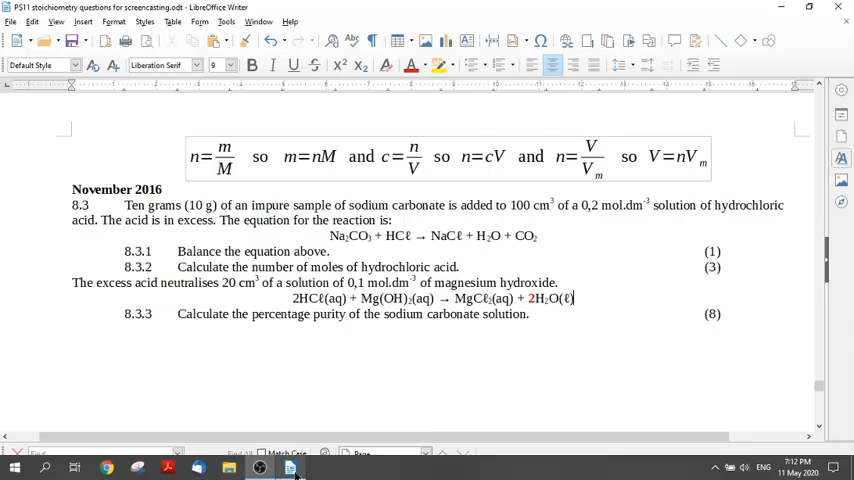 PS11 stoichiometry questions for screencasting.odt - LibreOffice Writer
File Edit View Insert Format Styles Table Form Tools Window Help
Default Style Liberation Serif 9
n = m/M so m=nM and c = n/V so n=cV and n = V/Vₘ so V=nVₘ
November 2016
8.3 Ten grams (10 g) of an impure sample of sodium carbonate is added to 100 cm³ of a 0,2 mol.dm⁻³ solution of hydrochloric
acid. The acid is in excess. The equation for the reaction is:
Na₂CO₃ + HCℓ → NaCℓ + H₂O + CO₂
8.3.1 Balance the equation above. (1)
8.3.2 Calculate the number of moles of hydrochloric acid. (3)
The excess acid neutralises 20 cm³ of a solution of 0,1 mol.dm⁻³ of magnesium hydroxide.
2HCℓ(aq) + Mg(OH)₂(aq) → MgCℓ₂(aq) + 2H₂O(ℓ)
8.3.3 Calculate the percentage purity of the sodium carbonate solution. (8)
Find Find All Match Case Page
ENG 7:12 PM
11 May 2020